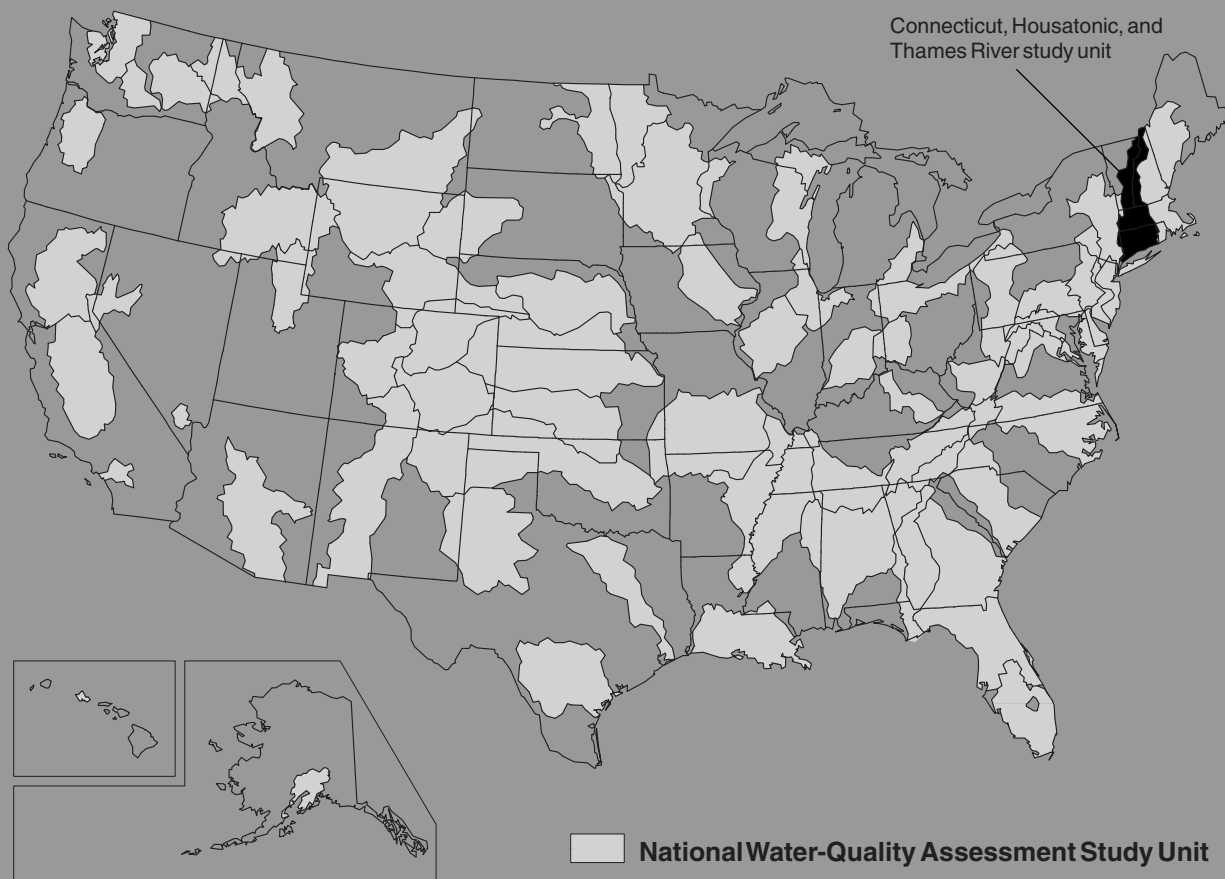 Connecticut, Housatonic, and
Thames River study unit
National Water-Quality Assessment Study Unit